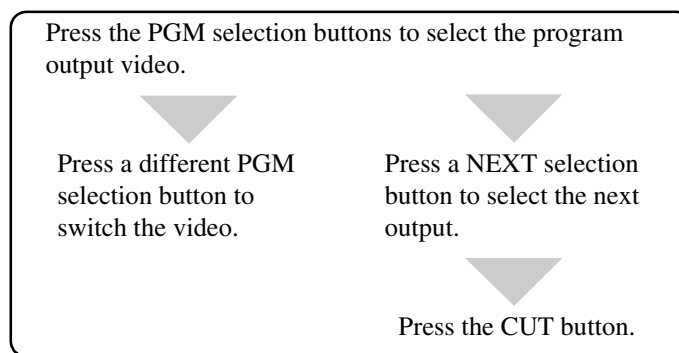 Press the PGM selection buttons to select the program
output video.
Press a different PGM
selection button to
switch the video.
Press a NEXT selection
button to select the next
output.
Press the CUT button.